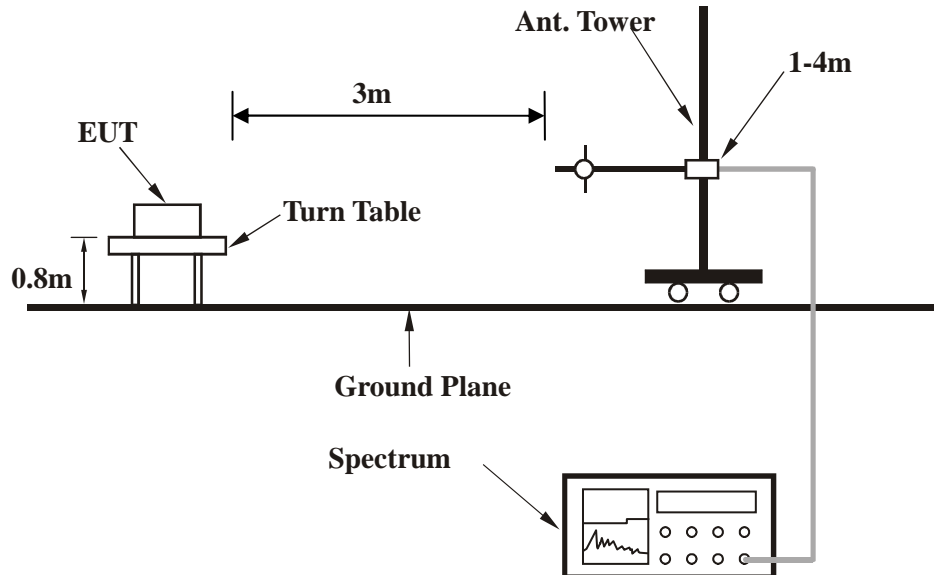 Ant. Tower
1-4m
3m
EUT
Turn Table
0.8m
Ground Plane
Spectrum